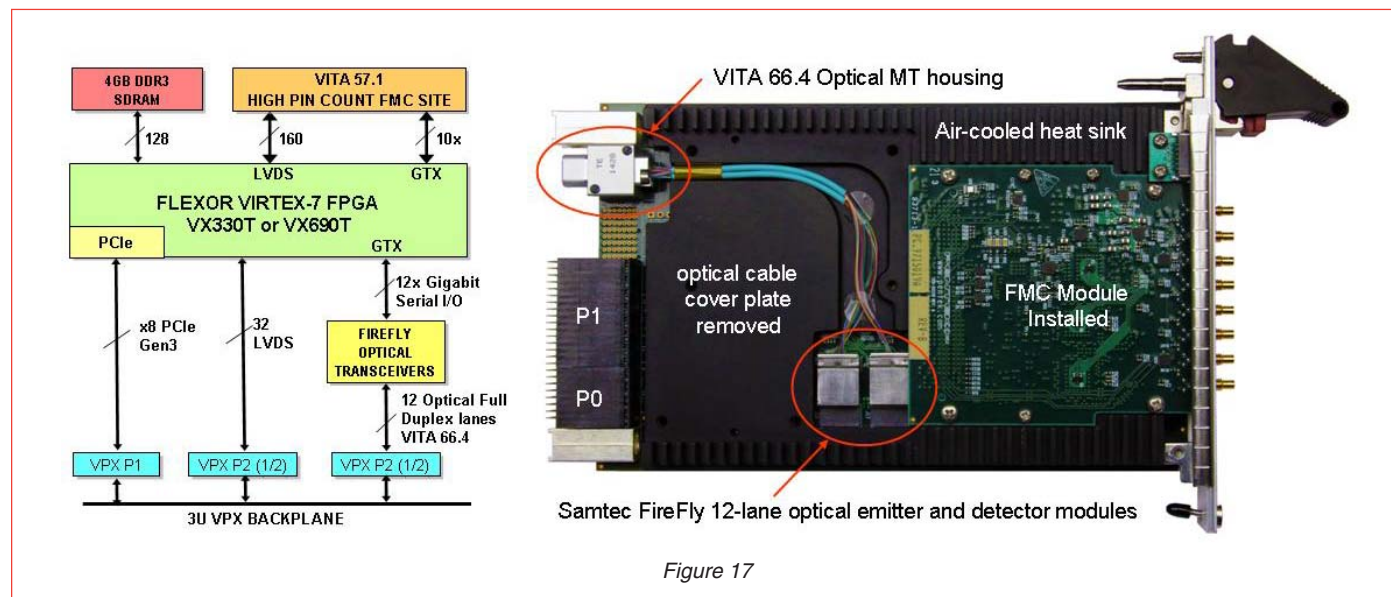 4GB DDR3
SDRAM
VITA 57.1
HIGH PIN COUNT FMC SITE
128
160
10x
LVDS
GTX
FLEXOR VIRTEX-7 FPGA
VX330T or VX690T
PCIe
GTX
12x Gigabit
Serial I/O
x8 PCIe
Gen3
32
LVDS
FIREFLY
OPTICAL
TRANSCEIVERS
12 Optical Full
Duplex lanes
VITA 66.4
VPX P1
VPX P2 (1/2)
VPX P2 (1/2)
3U VPX BACKPLANE
VITA 66.4 Optical MT housing
Air-cooled heat sink
TE
1428
optical cable
cover plate
removed
FMC Module
Installed
P1
P0
Samtec FireFly 12-lane optical emitter and detector modules
Figure 17